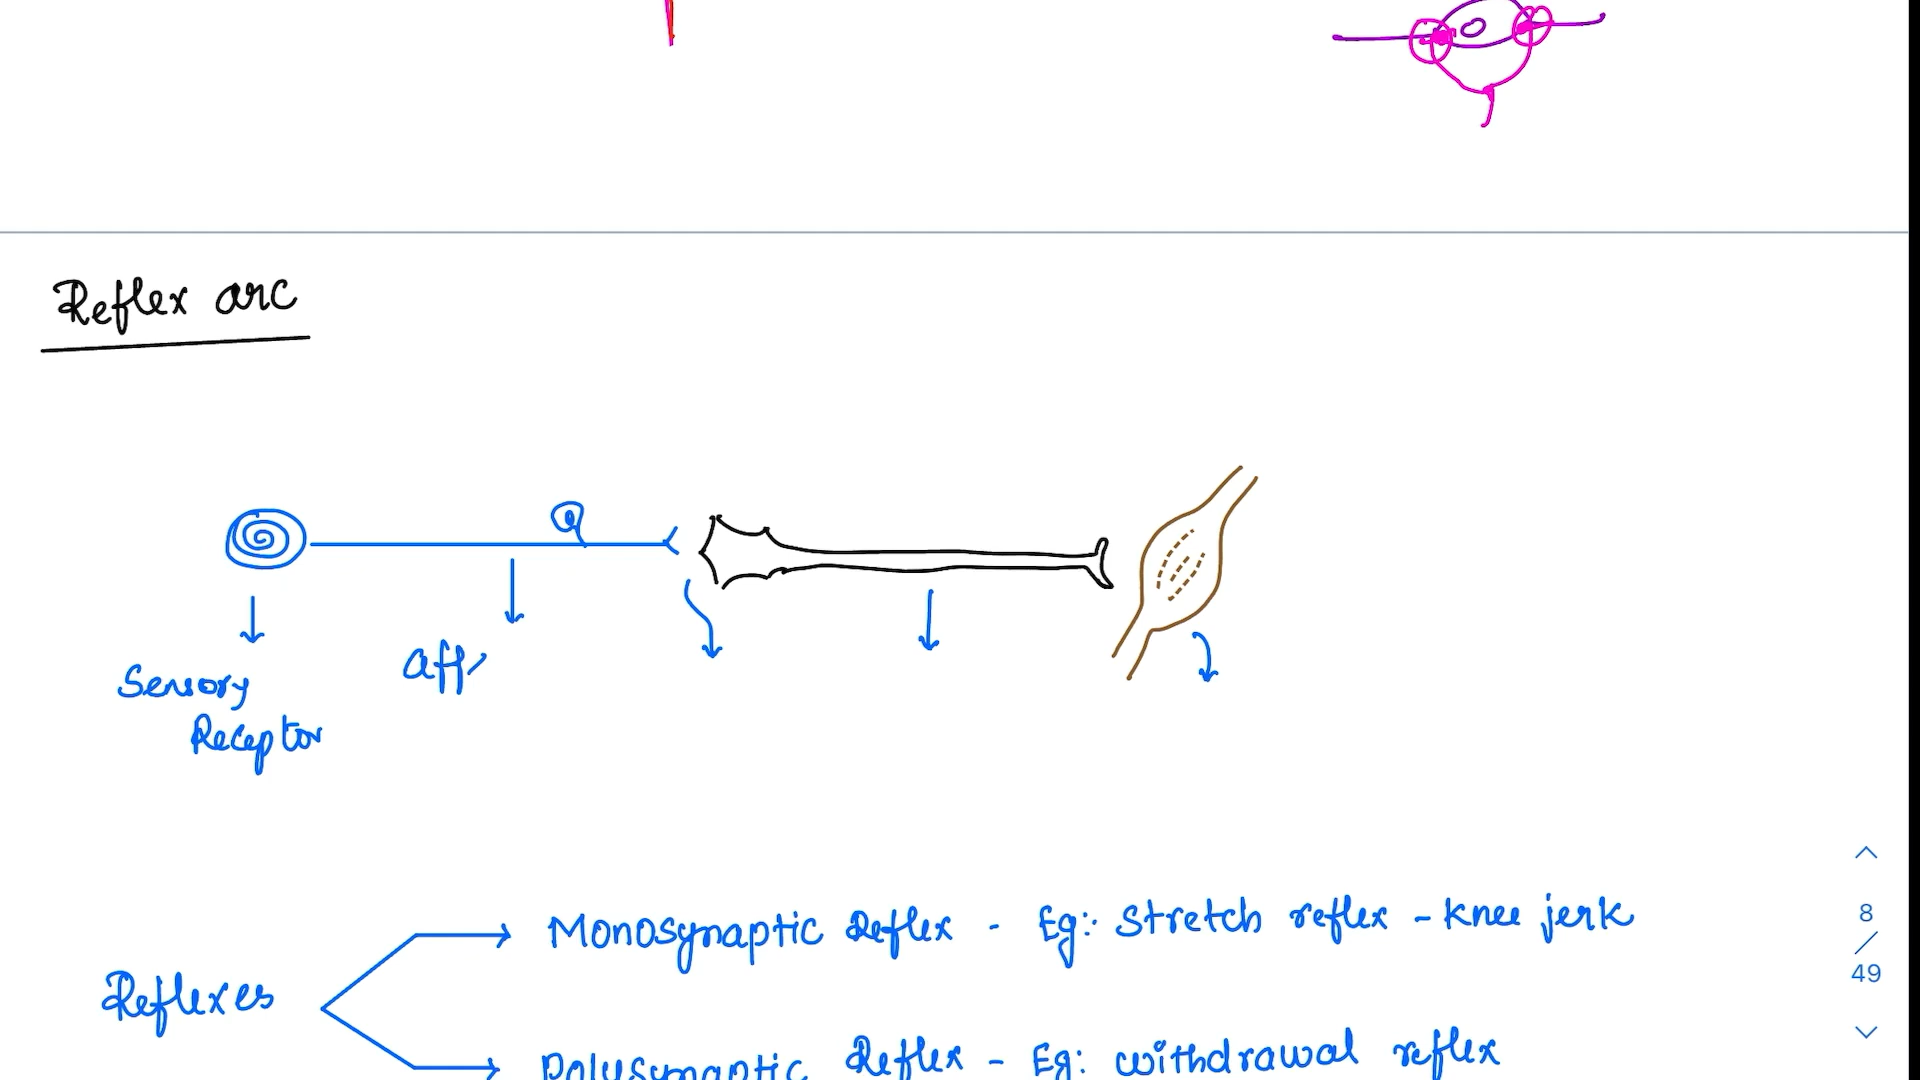 Reflex arc
Sensory
Receptor
aff
Monosynaptic Reflex - Eg: Stretch reflex - knee jerk
Reflexes
Polysynaptic Reflex - Eg: withdrawal reflex
8
/
49